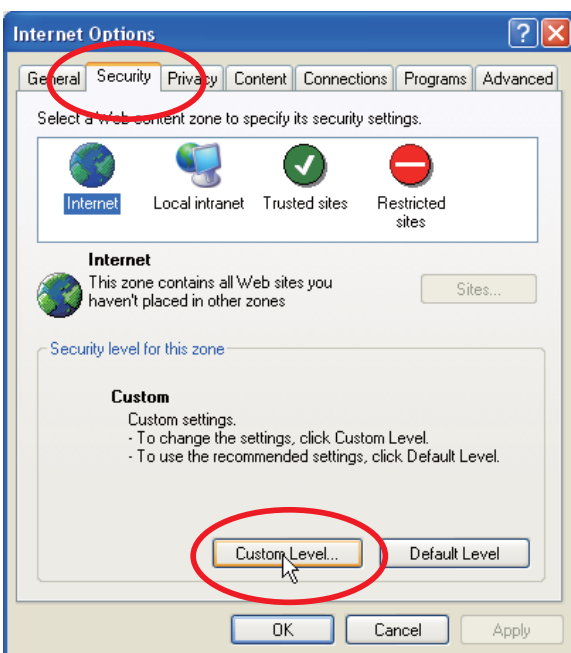 Internet Options
General Security Privacy Content Connections Programs Advanced
Select a Web content zone to specify its security settings.
Internet Local intranet Trusted sites Restricted sites
Internet
This zone contains all Web sites you
haven't placed in other zones
Sites...
Security level for this zone
Custom
Custom settings.
- To change the settings, click Custom Level.
- To use the recommended settings, click Default Level.
Custom Level... Default Level
OK Cancel Apply